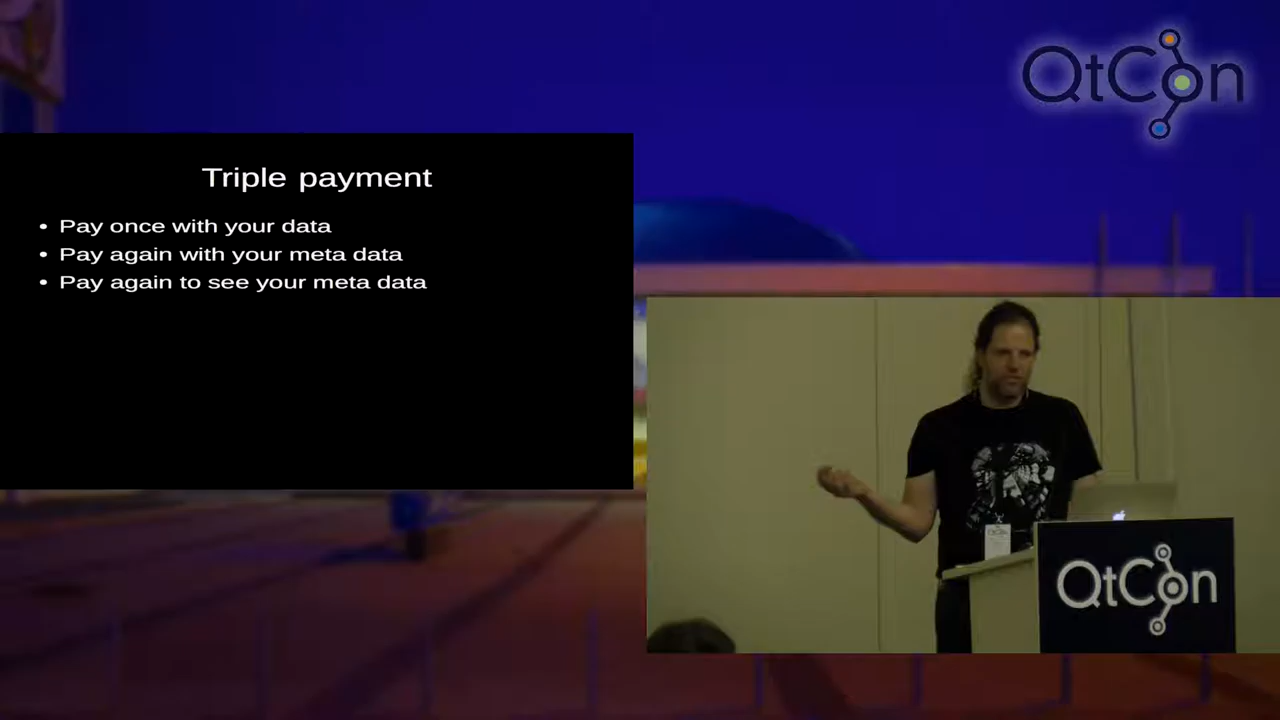 QtCon
Triple payment
• Pay once with your data
• Pay again with your meta data
• Pay again to see your meta data
QtCon